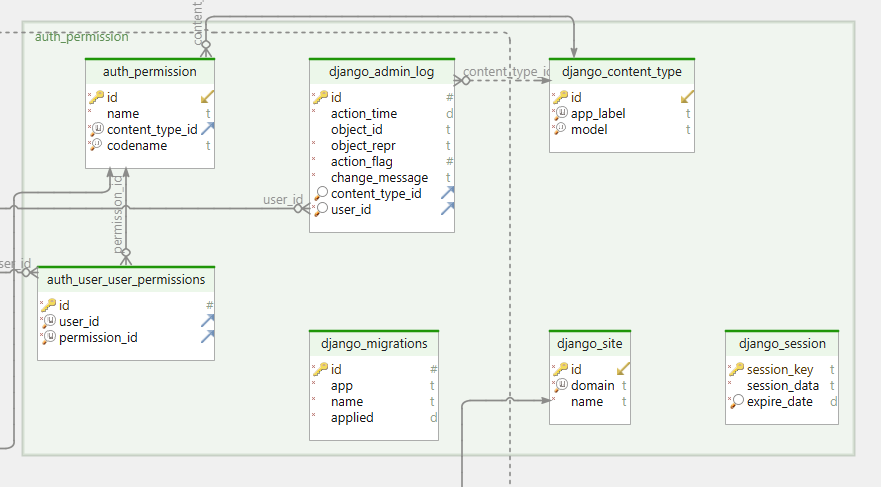 content_
auth_permission
auth_permission
id
name t
content_type_id
codename t
django_admin_log
id #
action_time d
object_id t
object_repr t
action_flag #
change_message t
content_type_id
user_id
content_type_id
django_content_type
id
app_label t
model t
permission_id
user_id
ser_id
auth_user_user_permissions
id #
user_id
permission_id
django_migrations
id #
app t
name t
applied d
django_site
id
domain t
name t
django_session
session_key t
session_data t
expire_date d